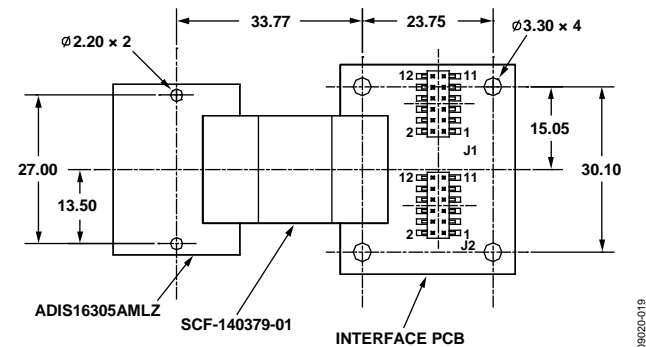 33.77
23.75
Ø2.20 × 2
Ø3.30 × 4
12
11
2
1
J1
15.05
27.00
30.10
12
11
13.50
2
1
J2
ADIS16305AMLZ
SCF-140379-01
INTERFACE PCB
09020-019